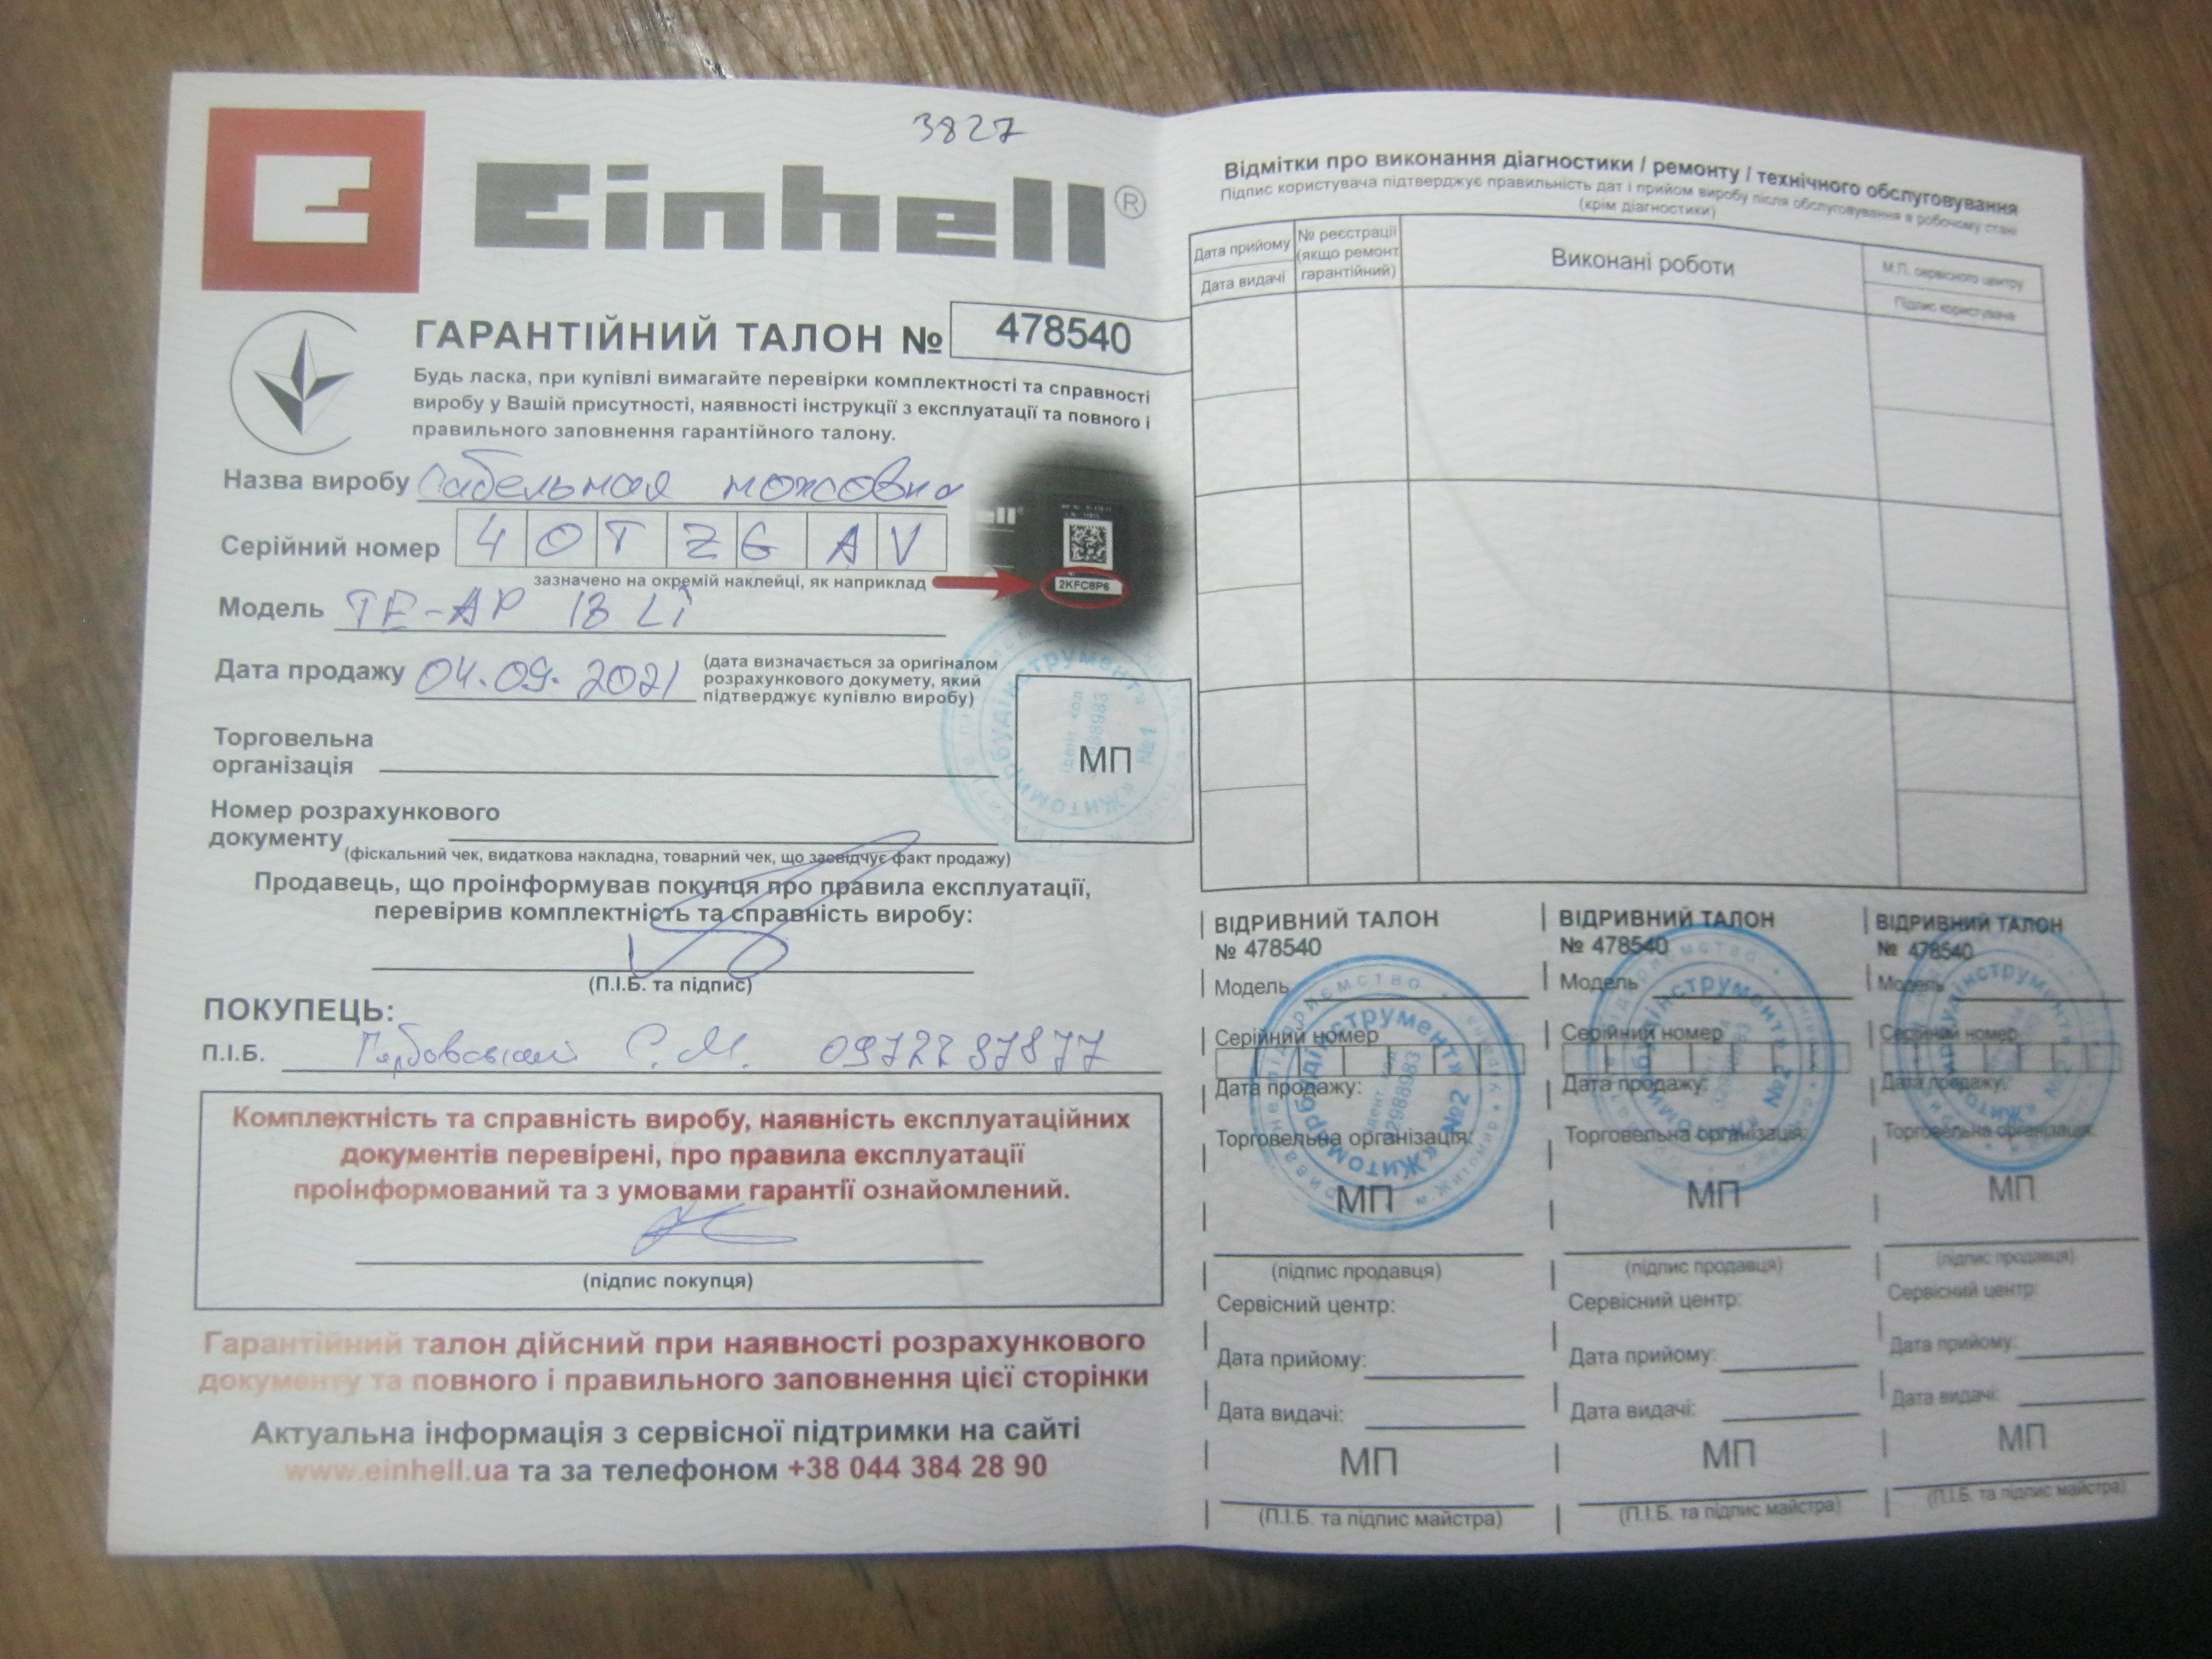 3827
Einhell®
ГАРАНТІЙНИЙ ТАЛОН № 478540
Будь ласка, при купівлі вимагайте перевірки комплектності та справності
виробу у Вашій присутності, наявності інструкції з експлуатації та повного і
правильного заповнення гарантійного талону.
Назва виробу Сабельная ножовка
Серійний номер 4 0 T Z G A V
зазначено на окремій наклейці, як наприклад
2KFC8P6
Модель TE-AP 18 Li
Дата продажу 04.09.2021
(дата визначається за оригіналом
розрахункового докумету, який
підтверджує купівлю виробу)
Торговельна
організація
МП
Номер розрахункового
документу
(фіскальний чек, видаткова накладна, товарний чек, що засвідчує факт продажу)
Продавець, що проінформував покупця про правила експлуатації,
перевірив комплектність та справність виробу:
(П.І.Б. та підпис)
ПОКУПЕЦЬ:
П.І.Б. С.М. 0972287877
Комплектність та справність виробу, наявність експлуатаційних
документів перевірені, про правила експлуатації
проінформований та з умовами гарантії ознайомлений.
(підпис покупця)
Гарантійний талон дійсний при наявності розрахункового
документу та повного і правильного заповнення цієї сторінки
Актуальна інформація з сервісної підтримки на сайті
www.einhell.ua та за телефоном +38 044 384 28 90
Відмітки про виконання діагностики / ремонту / технічного обслуговування
Підпис користувача підтверджує правильність дат і прийом виробу після обслуговування в робочому стані
(крім діагностики)
Дата прийому
Дата видачі
№ реєстрації
(якщо ремонт
гарантійний)
Виконані роботи
М.П. сервісного центру
Підпис користувача
ВІДРИВНИЙ ТАЛОН
№ 478540
Модель
Серійний номер
Дата продажу:
Торговельна організація:
МП
(підпис продавця)
Сервісний центр:
Дата прийому:
Дата видачі:
МП
(П.І.Б. та підпис майстра)
ВІДРИВНИЙ ТАЛОН
№ 478540
Модель
Серійний номер
Дата продажу:
Торговельна організація:
МП
(підпис продавця)
Сервісний центр:
Дата прийому:
Дата видачі:
МП
(П.І.Б. та підпис майстра)
ВІДРИВНИЙ ТАЛОН
№ 478540
Модель
Серійний номер
Дата продажу:
Торговельна організація:
МП
(підпис продавця)
Сервісний центр:
Дата прийому:
Дата видачі:
МП
(П.І.Б. та підпис майстра)